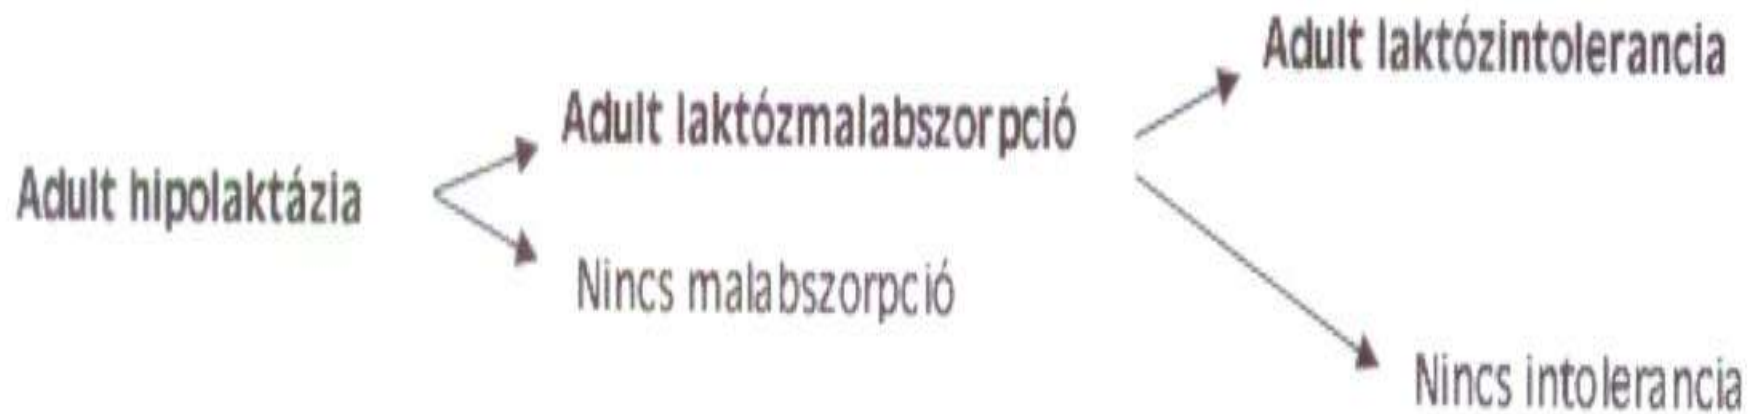 Adult hipolaktázia
Adult laktózmalabszorpció
Nincs malabszorpció
Adult laktózintolerancia
Nincs intolerancia